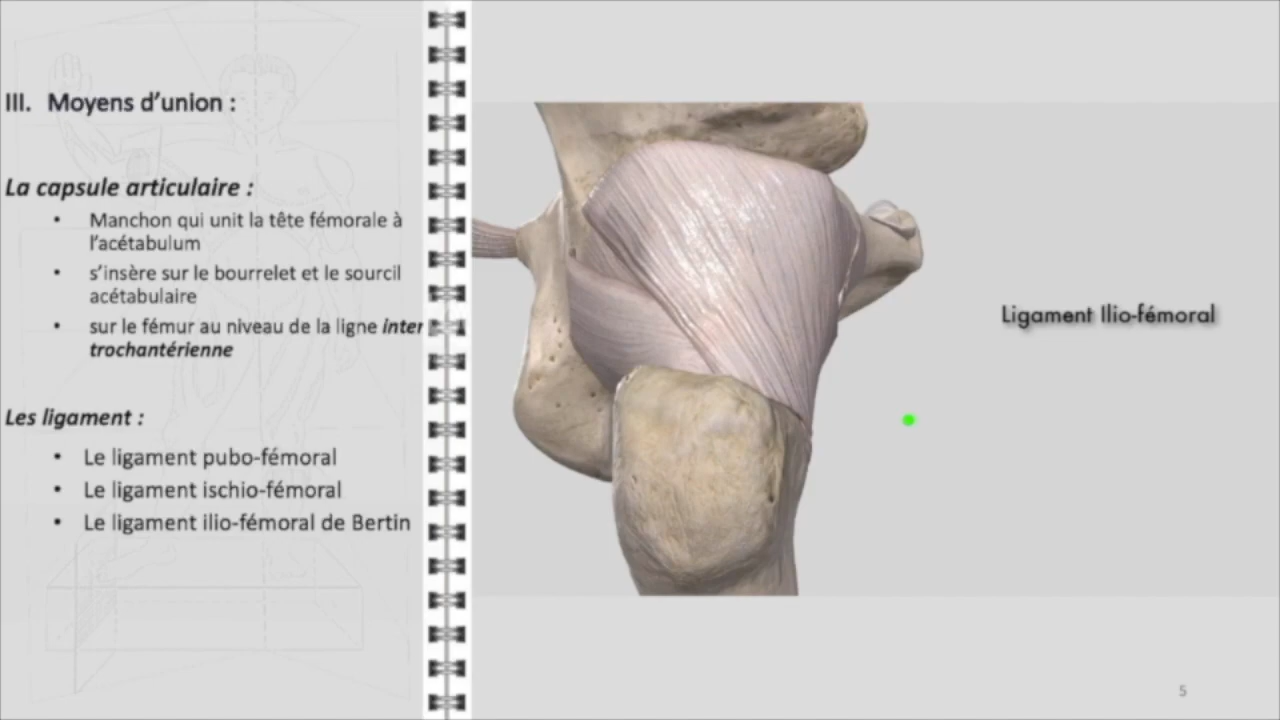 III. Moyens d’union :
La capsule articulaire :
• Manchon qui unit la tête fémorale à
l’acétabulum
• s’insère sur le bourrelet et le sourcil
acétabulaire
• sur le fémur au niveau de la ligne inter
trochantérienne
Les ligament :
• Le ligament pubo-fémoral
• Le ligament ischio-fémoral
• Le ligament ilio-fémoral de Bertin
Ligament Ilio-fémoral
5